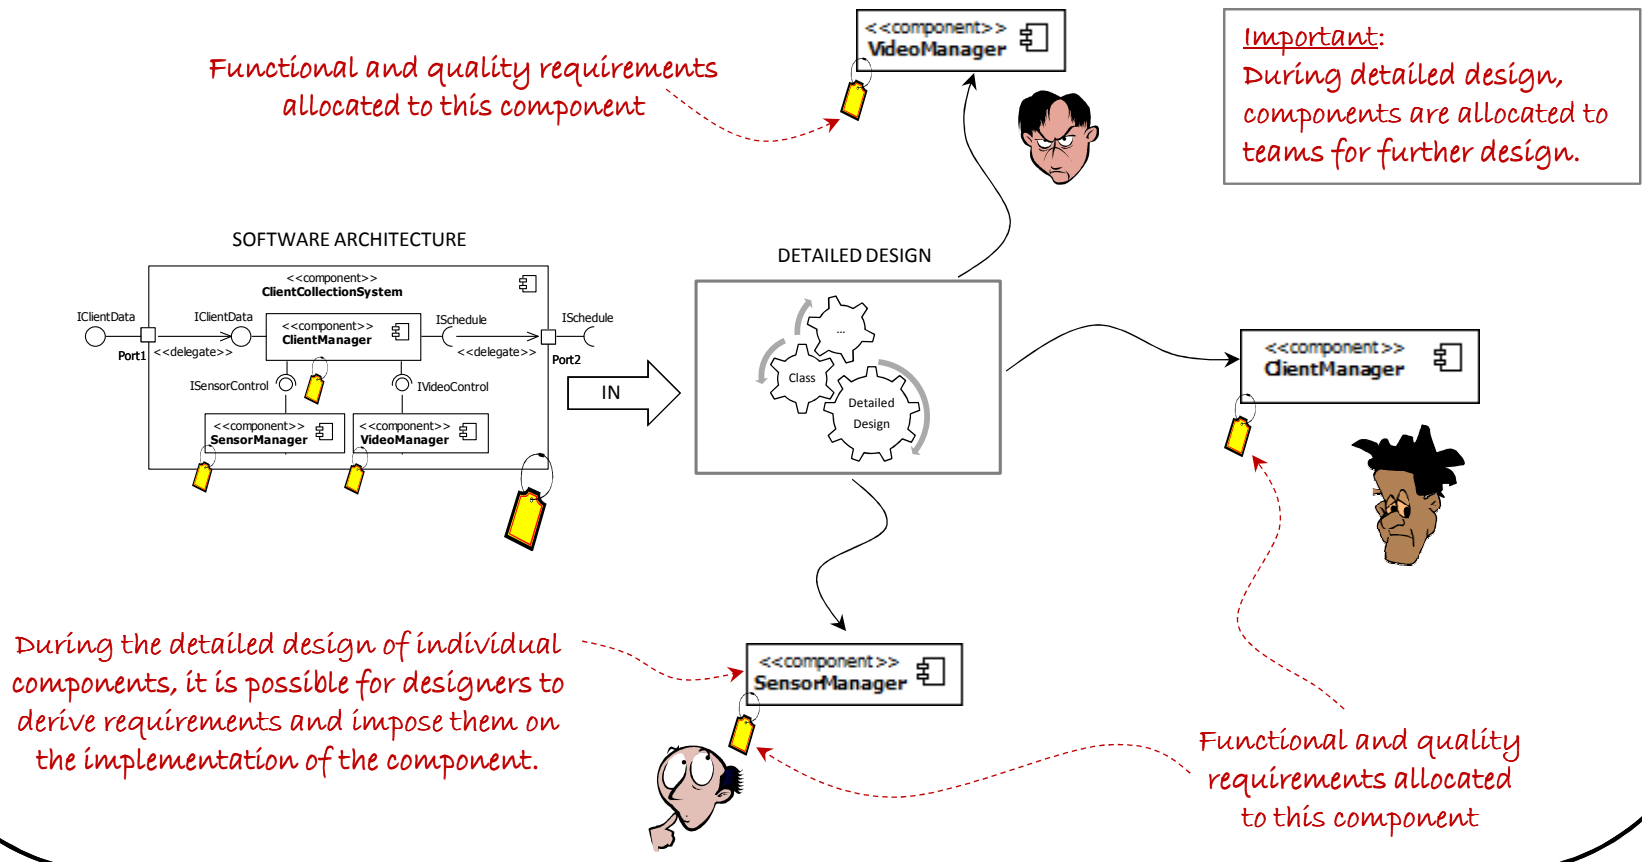 <<component>>
VideoManager
Important:
During detailed design,
components are allocated to
teams for further design.
Functional and quality requirements
allocated to this component
SOFTWARE ARCHITECTURE
<<component>>
ClientCollectionSystem
IClientData
IClientData
<<component>>
ClientManager
ISchedule
ISchedule
Port1
<<delegate>>
<<delegate>>
Port2
ISensorControl
IVideoControl
<<component>>
SensorManager
<<component>>
VideoManager
IN
DETAILED DESIGN
...
Class
Detailed
Design
<<component>>
ClientManager
During the detailed design of individual
components, it is possible for designers to
derive requirements and impose them on
the implementation of the component.
<<component>>
SensorManager
Functional and quality
requirements allocated
to this component